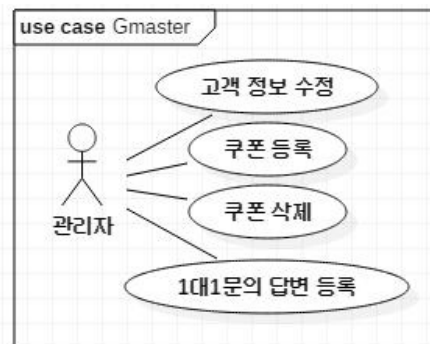 use case Gmaster
고객 정보 수정
쿠폰 등록
쿠폰 삭제
관리자
1대1문의 답변 등록